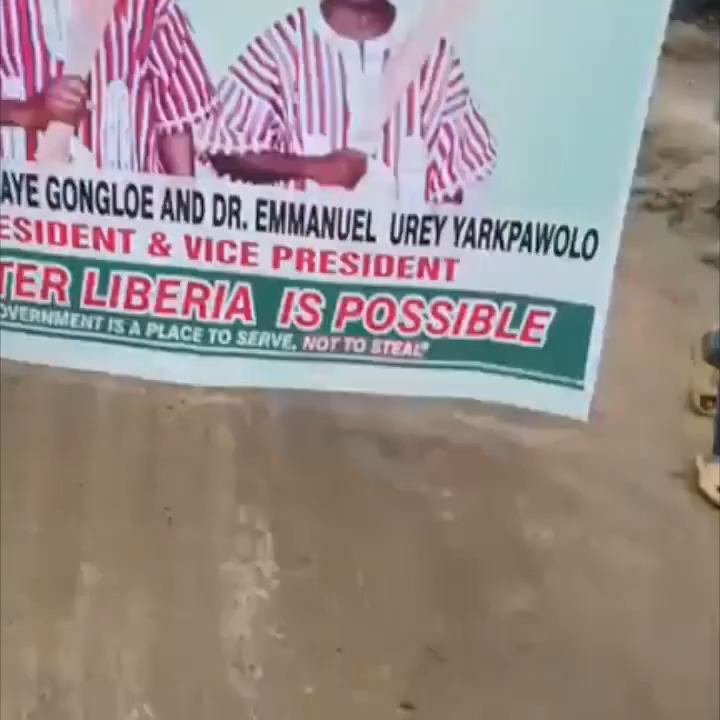 AYE GONGLOE AND DR. EMMANUEL UREY YARKPAWOLO
ESIDENT & VICE PRESIDENT
TER LIBERIA IS POSSIBLE
OVERNMENT IS A PLACE TO SERVE, NOT TO STEAL"